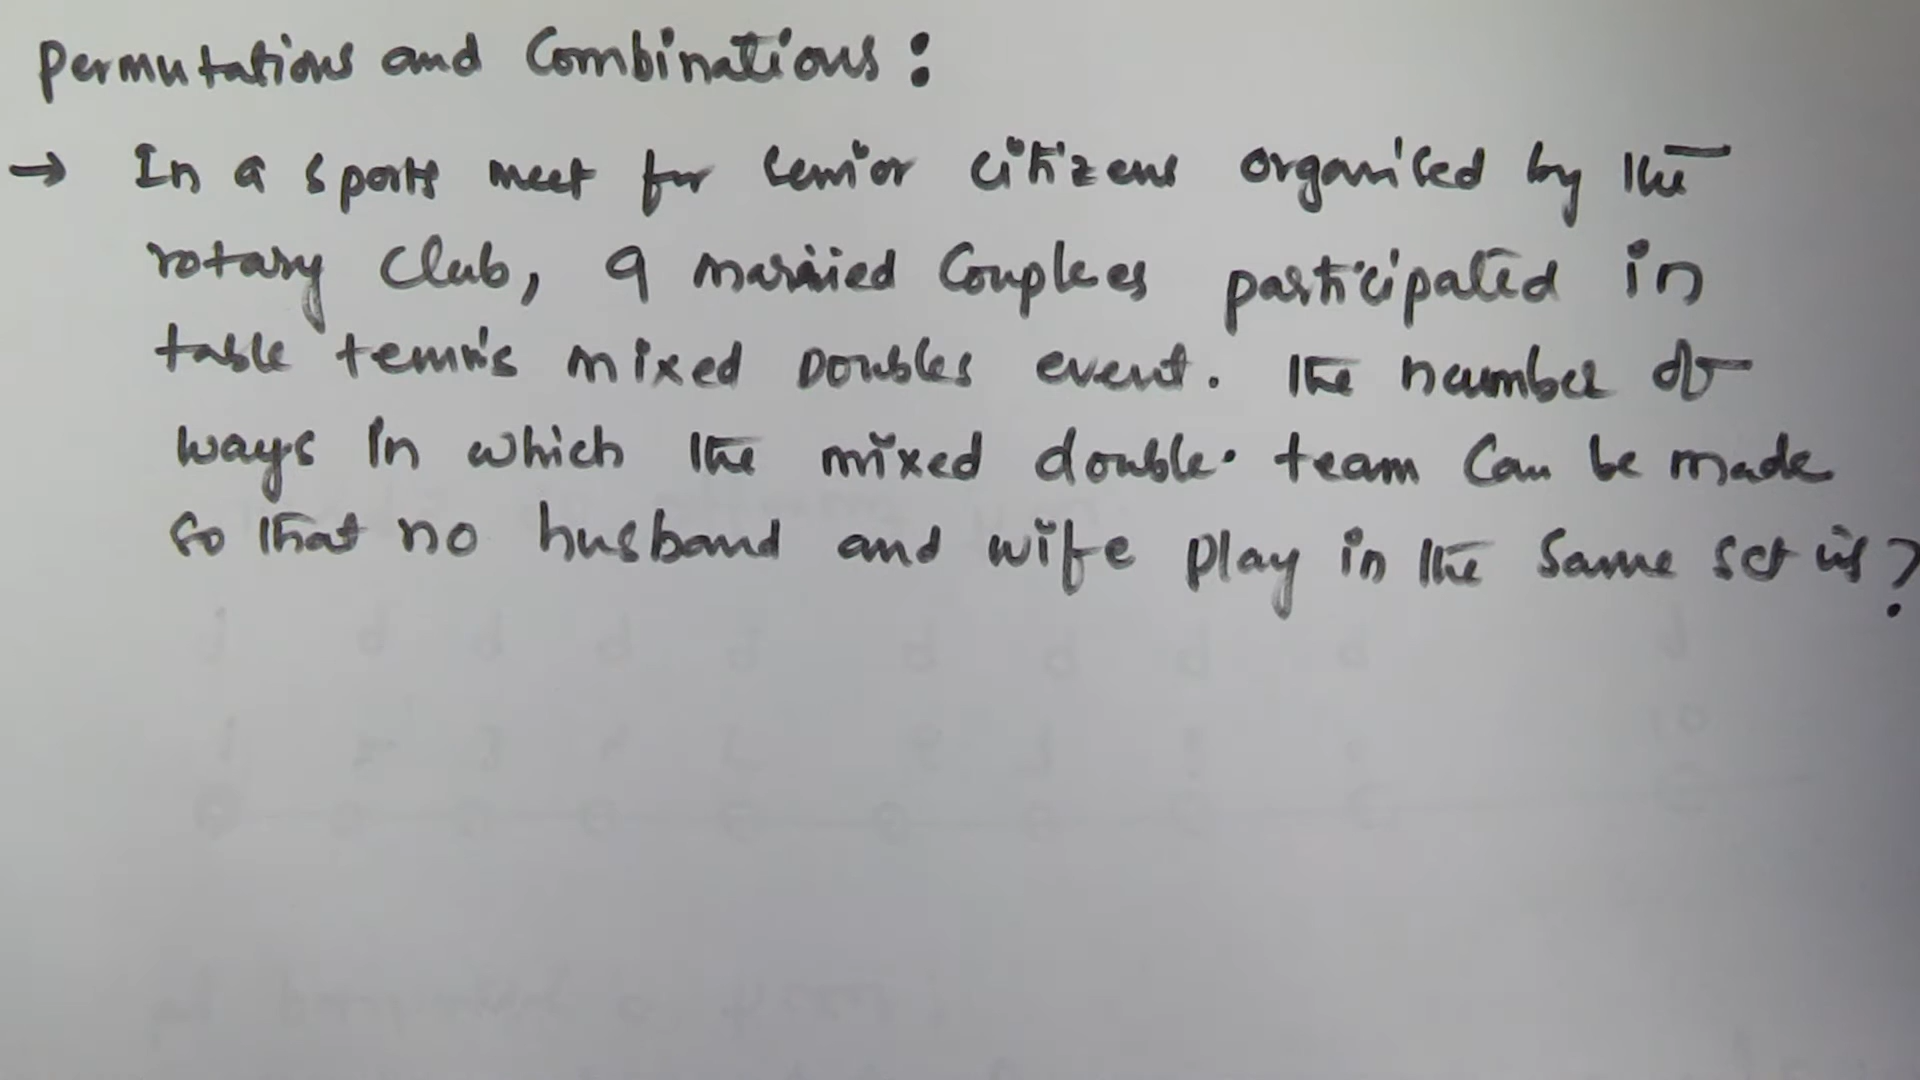 Permutations and Combinations :
→ In a sports meet for senior citizens organised by the
rotary club, 9 married Couplees participated in
table tennis mixed Doubles event. The number of
ways in which the mixed double team can be made
so that no husband and wife play in the same set is?